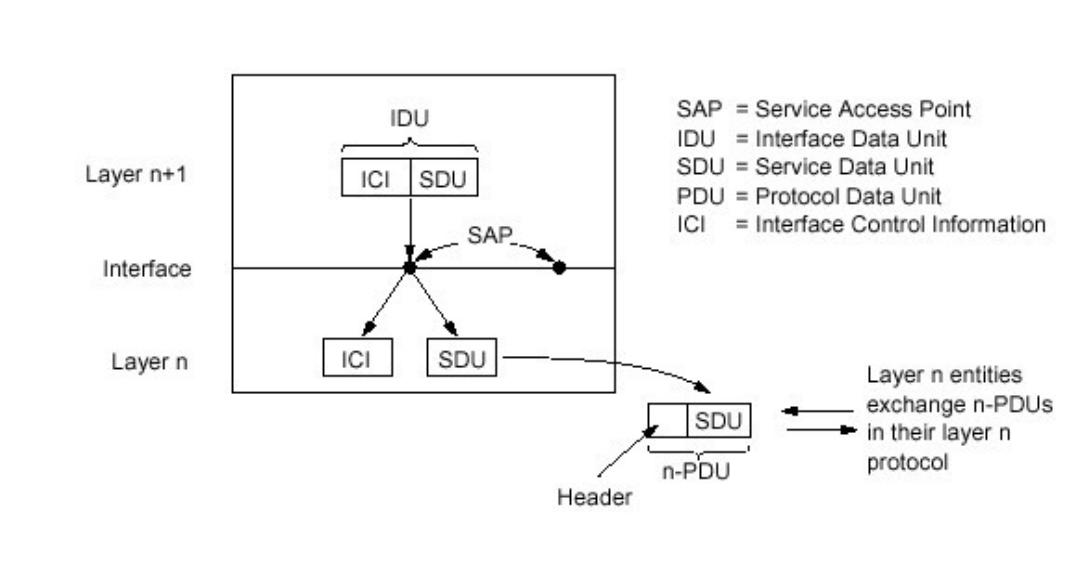 IDU
Layer n+1
ICI
SDU
SAP
Interface
Layer n
ICI
SDU
SAP = Service Access Point
IDU = Interface Data Unit
SDU = Service Data Unit
PDU = Protocol Data Unit
ICI = Interface Control Information
SDU
n-PDU
Header
Layer n entities
exchange n-PDUs
in their layer n
protocol